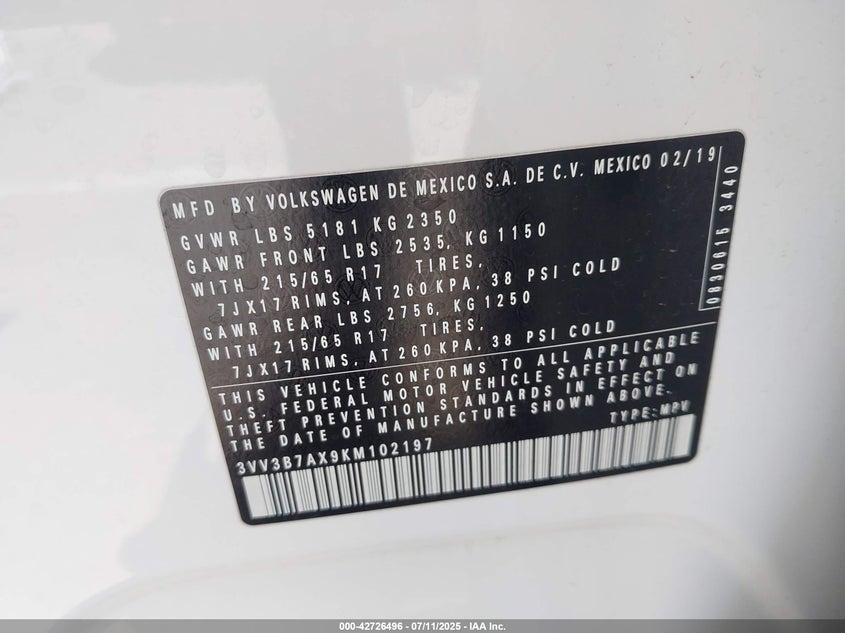 MFD BY VOLKSWAGEN DE MEXICO S.A. DE C.V. MEXICO 02/19
GVWR LBS 5181 KG 2350
GAWR FRONT LBS 2535, KG 1150
WITH 215/65 R17 TIRES,
7JX17 RIMS, AT 260 KPA, 38 PSI COLD
GAWR REAR LBS 2756, KG 1250
WITH 215/65 R17 TIRES,
7JX17 RIMS, AT 260 KPA, 38 PSI COLD
0830615 3440
THIS VEHICLE CONFORMS TO ALL APPLICABLE
U.S. FEDERAL MOTOR VEHICLE SAFETY AND
THEFT PREVENTION STANDARDS IN EFFECT ON
THE DATE OF MANUFACTURE SHOWN ABOVE.
3VV3B7AX9KM102197 TYPE: MPV
000-42726496 - 07/11/2025 - IAA Inc.